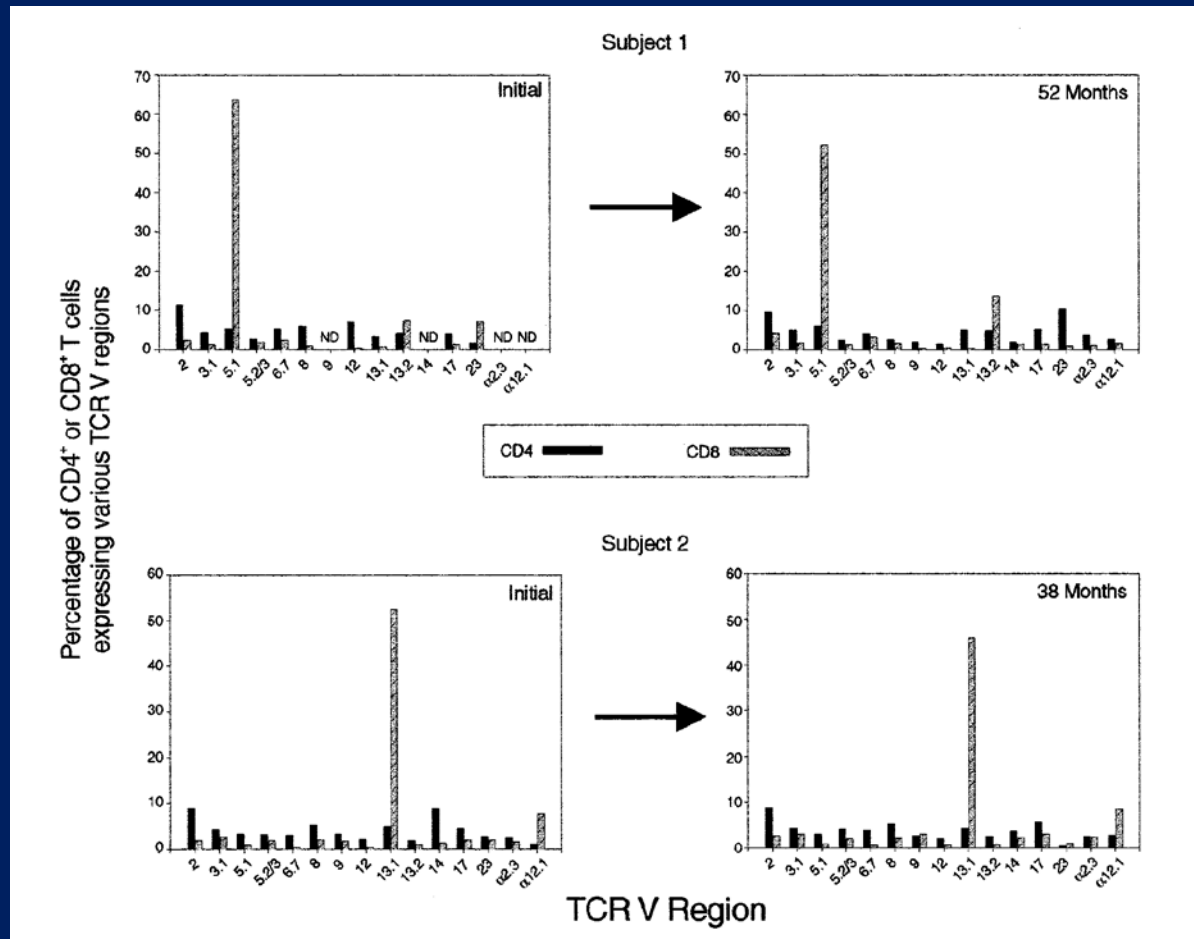 Subject 1
Initial
70
60
50
40
30
20
10
0
ND
ND
ND ND
2 3.1 5.1 5.2/3 6.7 8 9 12 13.1 13.2 14 17 23 α2.3 α12.1
52 Months
70
60
50
40
30
20
10
0
2 3.1 5.1 5.2/3 6.7 8 9 12 13.1 13.2 14 17 23 α2.3 α12.1
CD4 CD8
Percentage of CD4+ or CD8+ T cells
expressing various TCR V regions
Subject 2
Initial
60
50
40
30
20
10
0
2 3.1 5.1 5.2/3 6.7 8 9 12 13.1 13.2 14 17 23 α2.3 α12.1
38 Months
60
50
40
30
20
10
0
2 3.1 5.1 5.2/3 6.7 8 9 12 13.1 13.2 14 17 23 α2.3 α12.1
TCR V Region